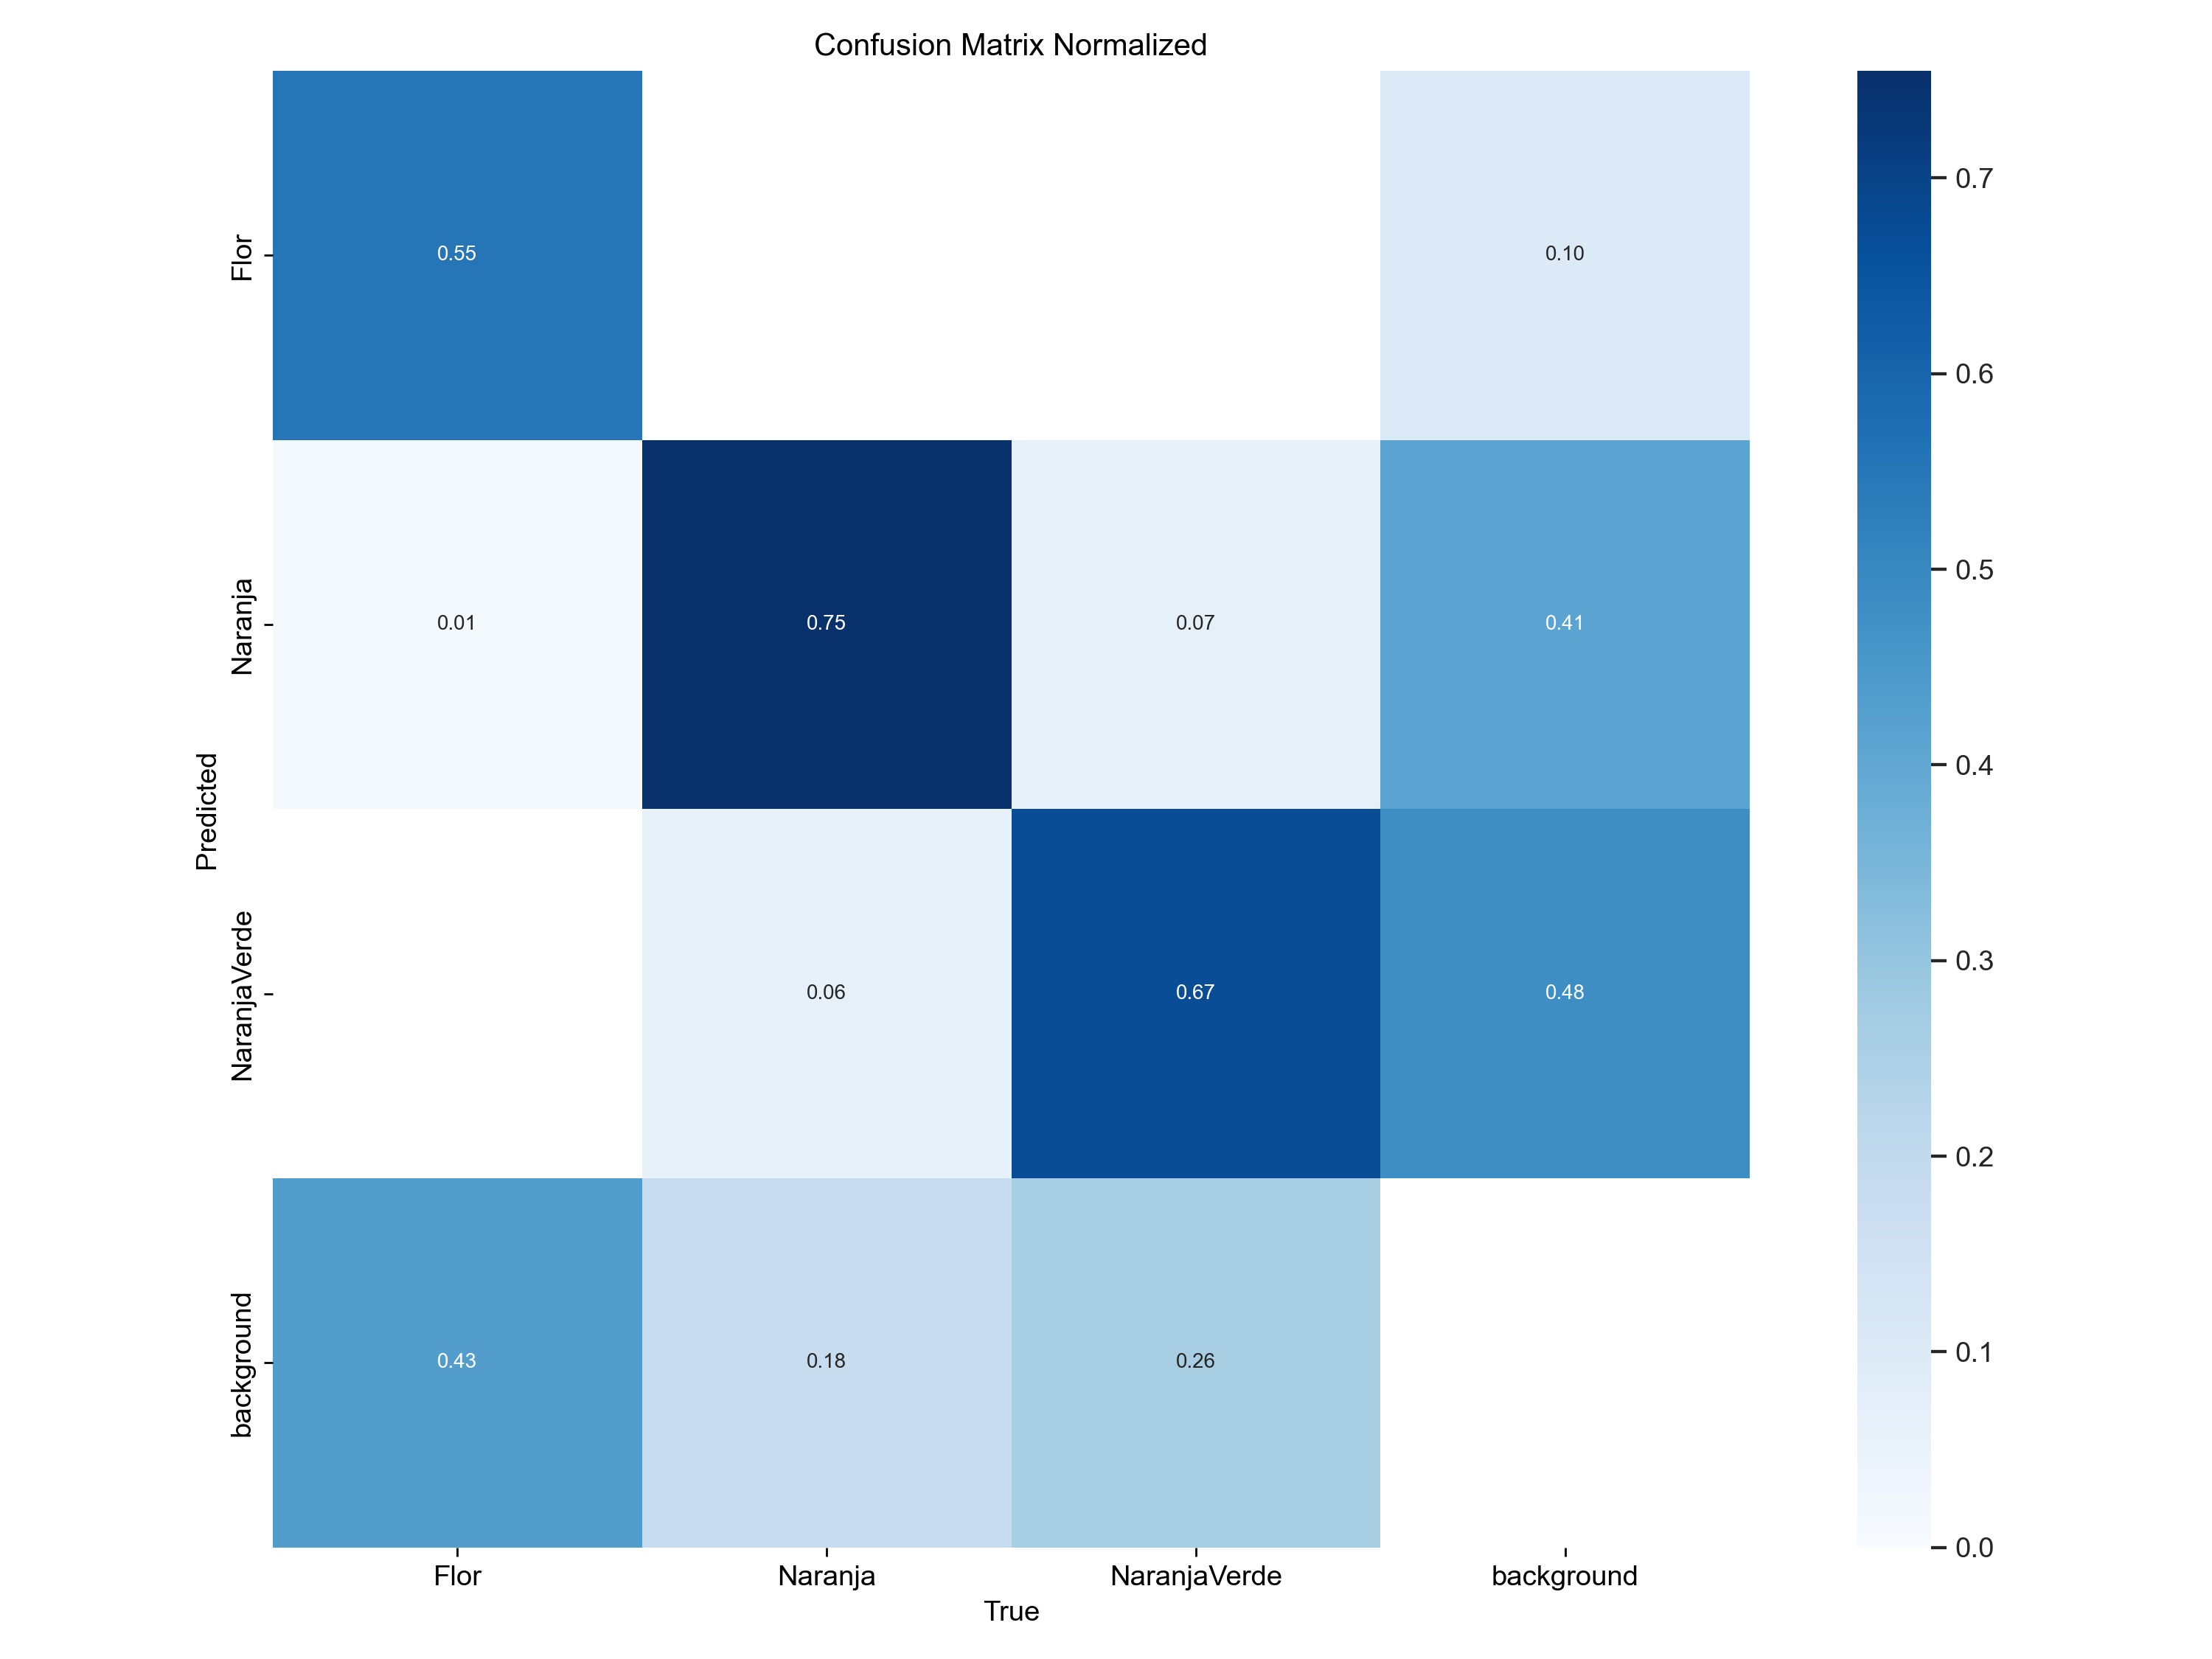 Confusion Matrix Normalized
Predicted
Flor
Naranja
NaranjaVerde
background
0.55
0.10
0.01
0.75
0.07
0.41
0.06
0.67
0.48
0.43
0.18
0.26
Flor
Naranja
NaranjaVerde
background
True
0.7
0.6
0.5
0.4
0.3
0.2
0.1
0.0